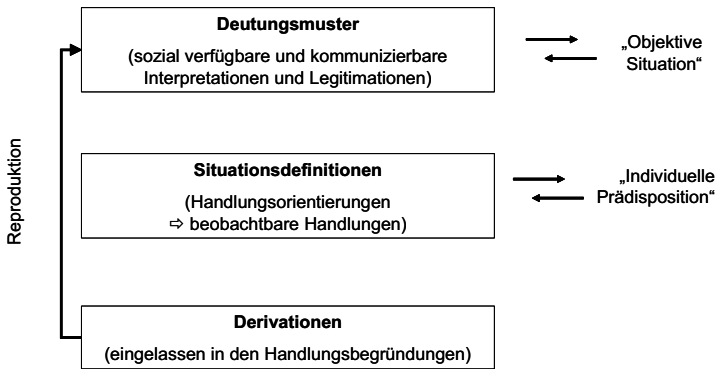 Deutungsmuster
(sozial verfügbare und kommunizierbare
Interpretationen und Legitimationen)
„Objektive
Situation“
Reproduktion
Situationsdefinitionen
(Handlungsorientierungen
⇨ beobachtbare Handlungen)
„Individuelle
Prädisposition“
Derivationen
(eingelassen in den Handlungsbegründungen)